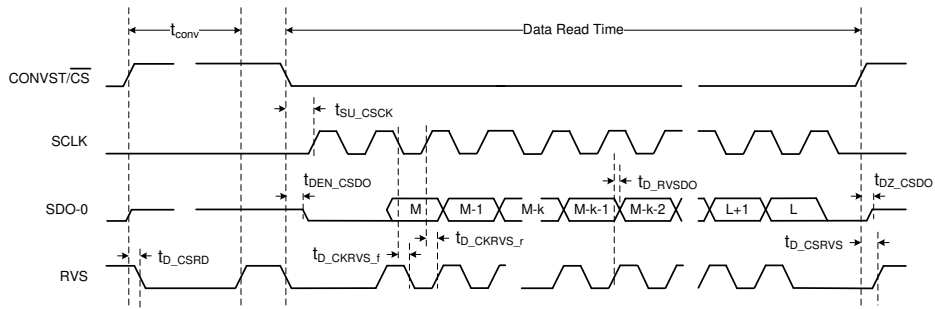 t_conv Data Read Time
CONVST/C̅S̅
t_SU_CSCK
SCLK
t_DEN_CSDO t_D_RVSDO t_DZ_CSDO
SDO-0 M M-1 M-k M-k-1 M-k-2 L+1 L
t_D_CSRD t_D_CKRVS_f t_D_CKRVS_r t_D_CSRVS
RVS